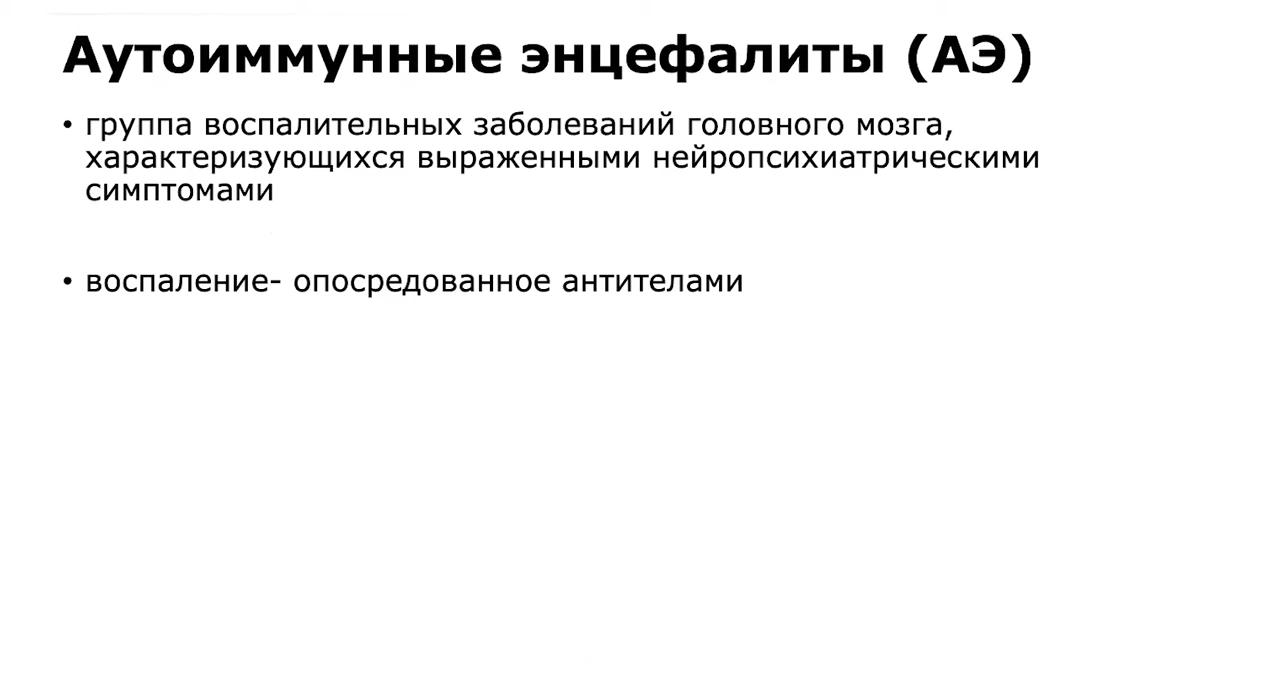 Аутоиммунные энцефалиты (АЭ)
• группа воспалительных заболеваний головного мозга,
характеризующихся выраженными нейропсихиатрическими
симптомами
• воспаление- опосредованное антителами